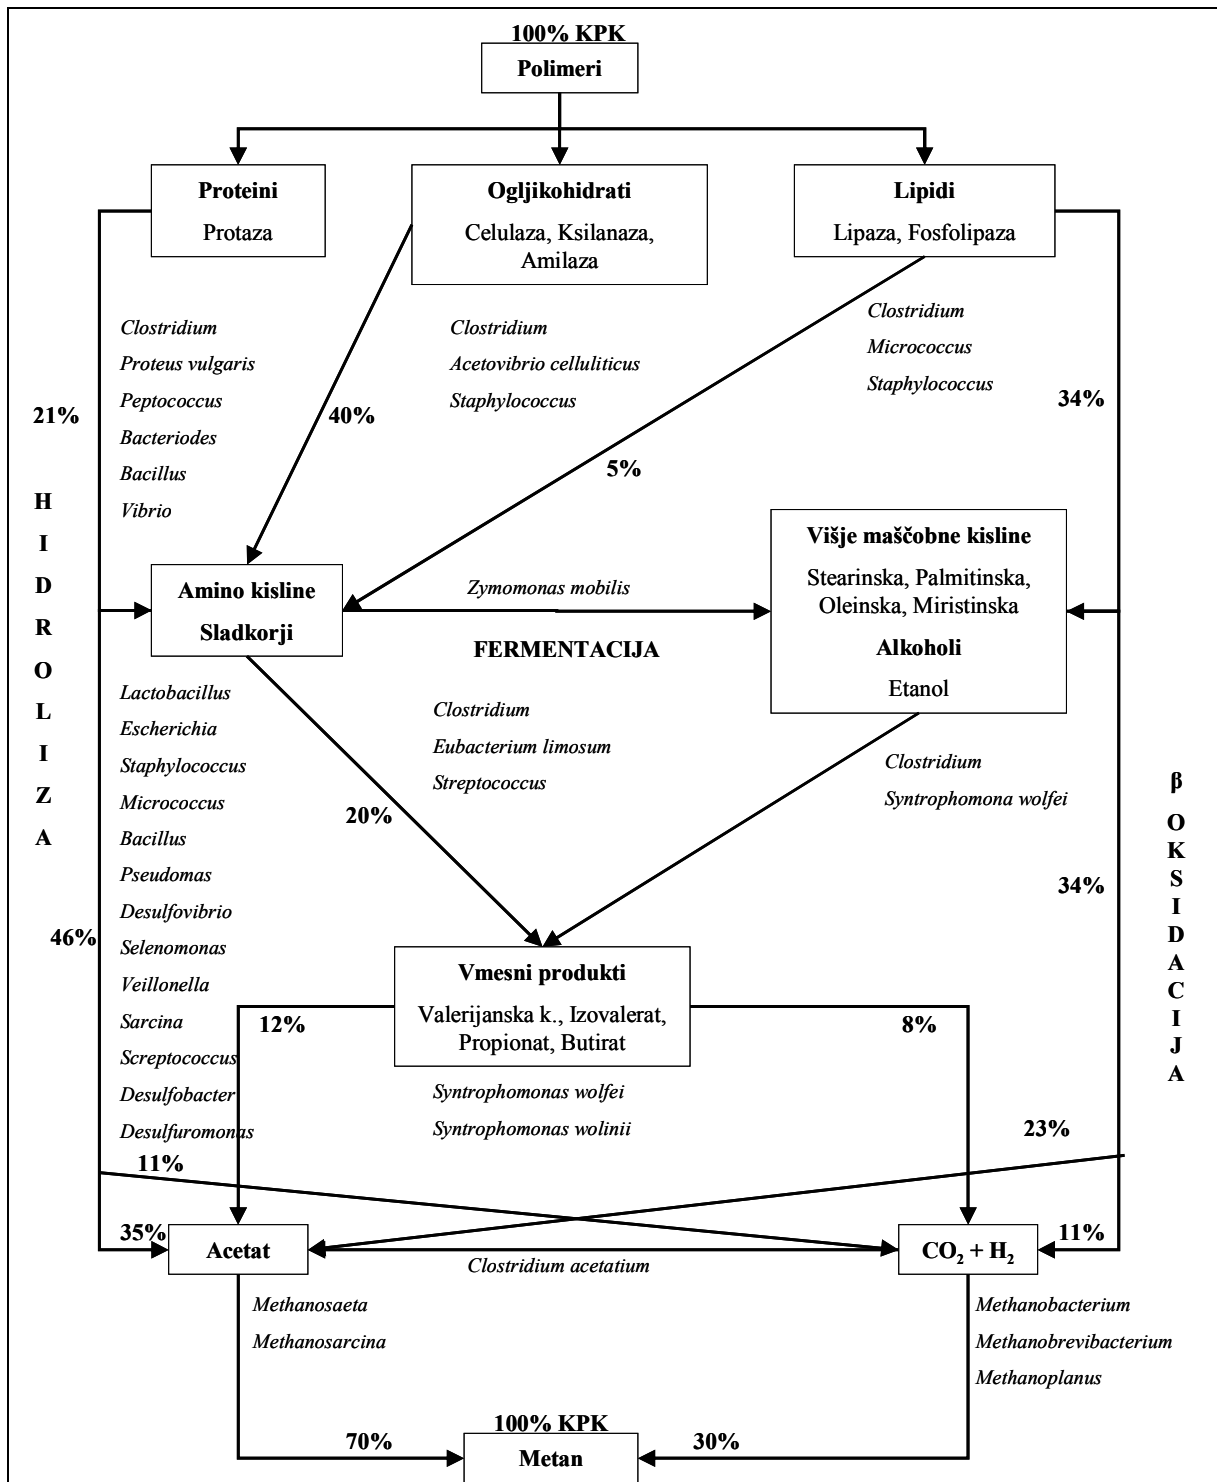 100% KPK
Polimeri
Proteini
Protaza
Ogljikohidrati
Celulaza, Ksilanaza,
Amilaza
Lipidi
Lipaza, Fosfolipaza
Clostridium
Proteus vulgaris
Peptococcus
Bacteriodes
Bacillus
Vibrio
Clostridium
Acetovibrio celluliticus
Staphylococcus
Clostridium
Micrococcus
Staphylococcus
21%
40%
5%
34%
HIDROLIZA
Amino kisline
Sladkorji
Zymomonas mobilis
FERMENTACIJA
Višje maščobne kisline
Stearinska, Palmitinska,
Oleinska, Miristinska
Alkoholi
Etanol
Lactobacillus
Escherichia
Staphylococcus
Micrococcus
Bacillus
Pseudomas
Desulfovibrio
Selenomonas
Veillonella
Sarcina
Screptococcus
Desulfobacter
Desulfuromonas
Clostridium
Eubacterium limosum
Streptococcus
Clostridium
Syntrophomona wolfei
β OKSIDACIJA
20%
34%
46%
Vmesni produkti
Valerijanska k., Izovalerat,
Propionat, Butirat
12%
8%
Syntrophomonas wolfei
Syntrophomonas wolinii
23%
11%
35%
Acetat
Clostridium acetatium
CO₂ + H₂
11%
Methanosaeta
Methanosarcina
Methanobacterium
Methanobrevibacterium
Methanoplanus
100% KPK
70%
Metan
30%